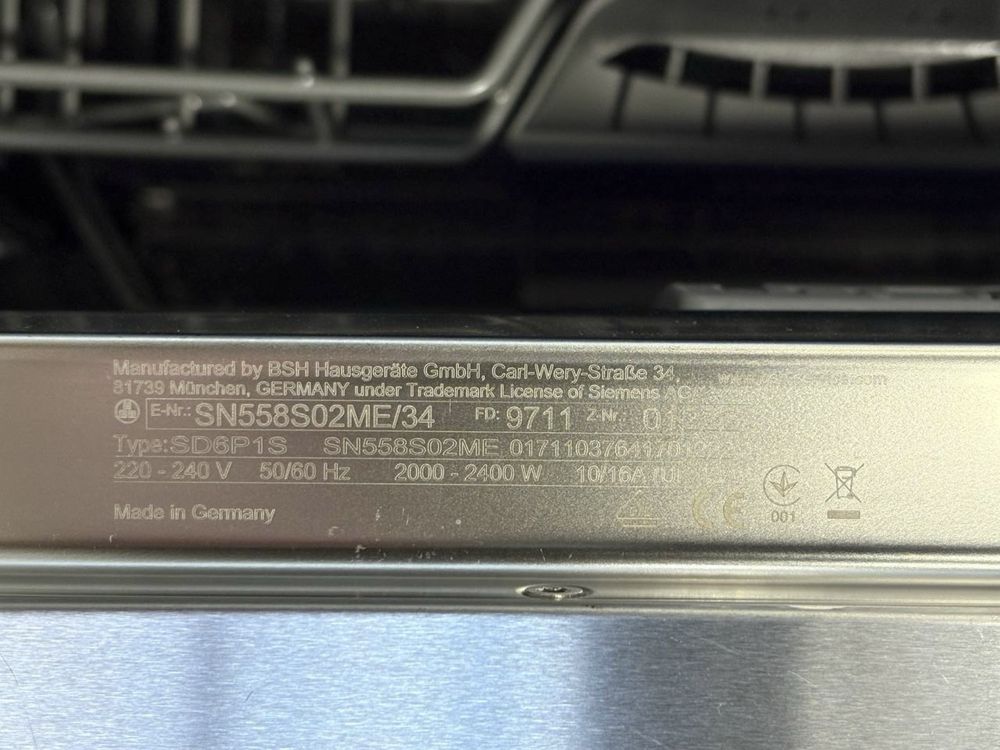 Manufactured by BSH Hausgeräte GmbH, Carl-Wery-Straße 34,
81739 München, GERMANY under Trademark License of Siemens AG
E-Nr.: SN558S02ME/34 FD: 9711 Z-Nr.:
Type:SD6P1S SN558S02ME
220 - 240 V 50/60 Hz 2000 - 2400 W 10/16A
Made in Germany
CE
001